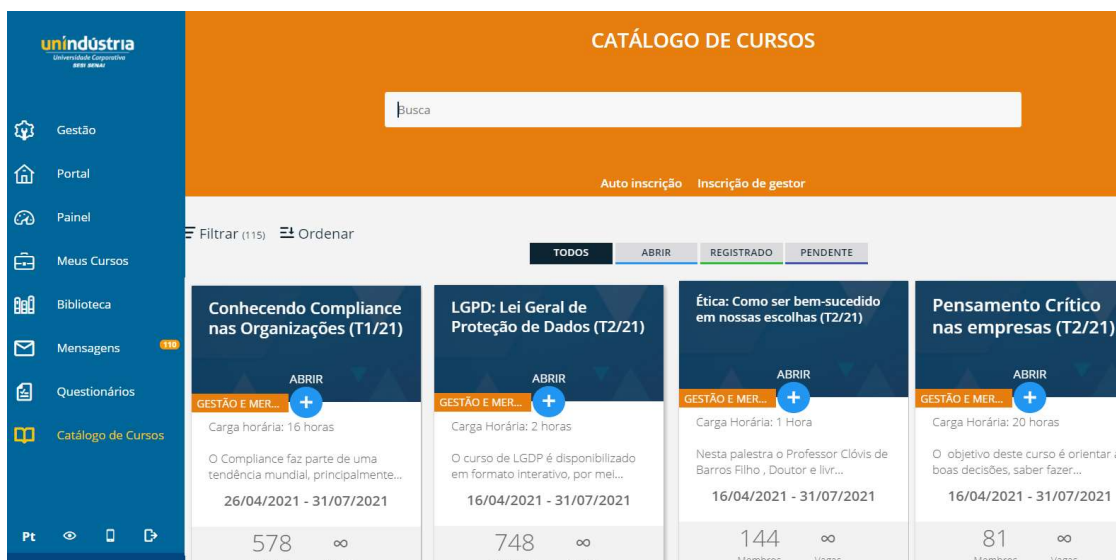 unindústria
Universidade Corporativa
SESI SENAI
Gestão
Portal
Painel
Meus Cursos
Biblioteca
Mensagens 110
Questionários
Catálogo de Cursos
Pt
CATÁLOGO DE CURSOS
Busca
Auto inscrição Inscrição de gestor
Filtrar (115) Ordenar
TODOS ABRIR REGISTRADO PENDENTE
Conhecendo Compliance
nas Organizações (T1/21)
ABRIR
+
GESTÃO E MER...
Carga horária: 16 horas
O Compliance faz parte de uma
tendência mundial, principalmente...
26/04/2021 - 31/07/2021
578 ∞
LGPD: Lei Geral de
Proteção de Dados (T2/21)
ABRIR
+
GESTÃO E MER...
Carga Horária: 2 horas
O curso de LGDP é disponibilizado
em formato interativo, por mei...
16/04/2021 - 31/07/2021
748 ∞
Ética: Como ser bem-sucedido
em nossas escolhas (T2/21)
ABRIR
+
GESTÃO E MER...
Carga Horária: 1 Hora
Nesta palestra o Professor Clóvis de
Barros Filho , Doutor e livr...
16/04/2021 - 31/07/2021
144 ∞
Membros Vagas
Pensamento Crítico
nas empresas (T2/21)
ABRIR
+
GESTÃO E MER...
Carga Horária: 20 horas
O objetivo deste curso é orientar a
boas decisões, saber fazer...
16/04/2021 - 31/07/2021
81 ∞
Membros Vagas